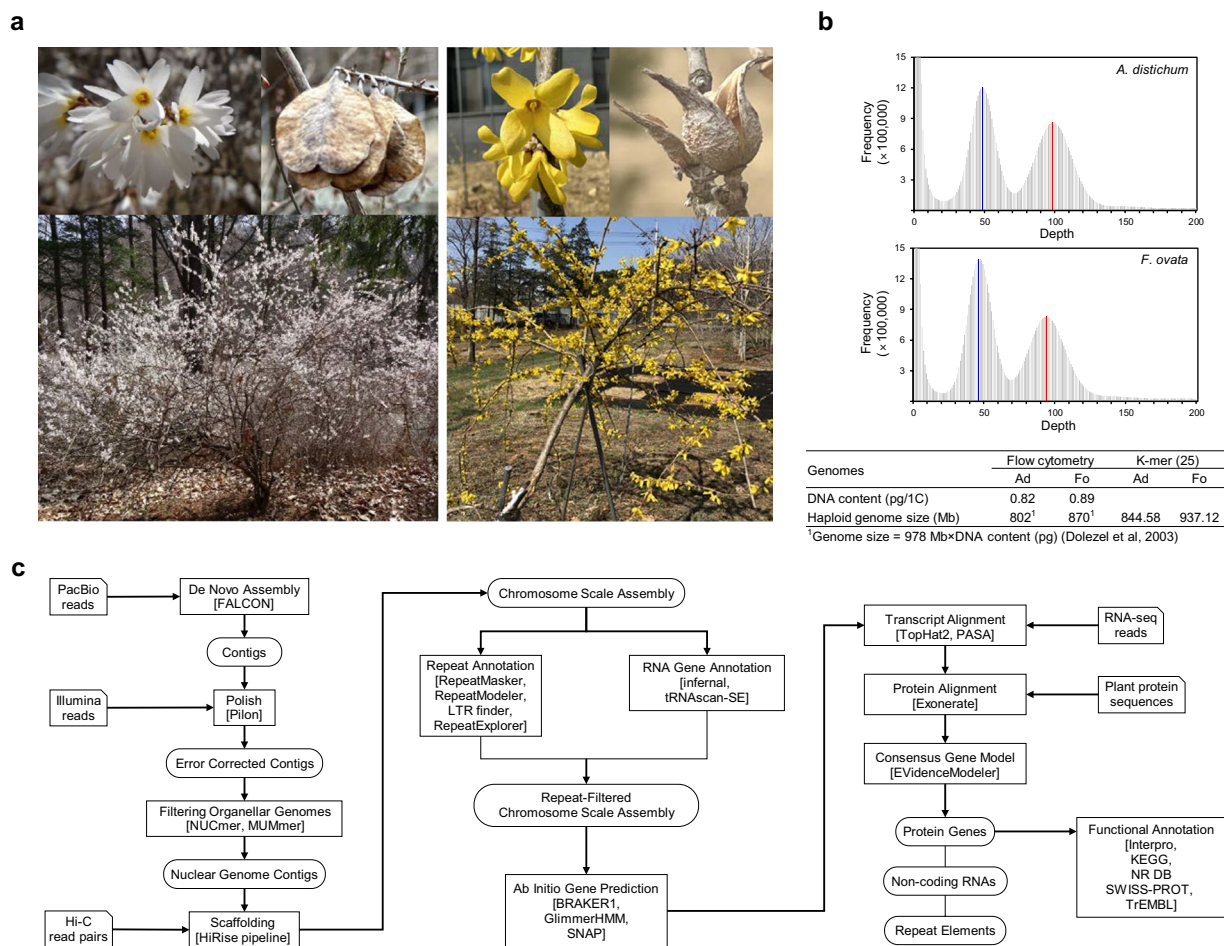 a
b
15
12
9
6
3
Frequency
(×100,000)
A. distichum
0
50
100
150
200
Depth
15
12
9
6
3
Frequency
(×100,000)
F. ovata
0
50
100
150
200
Depth
Genomes
Flow cytometry
K-mer (25)
Ad
Fo
Ad
Fo
DNA content (pg/1C)
0.82
0.89
Haploid genome size (Mb)
802¹
870¹
844.58
937.12
¹Genome size = 978 Mb×DNA content (pg) (Dolezel et al, 2003)
c
PacBio
reads
De Novo Assembly
[FALCON]
Contigs
Illumina
reads
Polish
[Pilon]
Error Corrected Contigs
Filtering Organellar Genomes
[NUCmer, MUMmer]
Nuclear Genome Contigs
Hi-C
read pairs
Scaffolding
[HiRise pipeline]
Chromosome Scale Assembly
Repeat Annotation
[RepeatMasker,
RepeatModeler,
LTR finder,
RepeatExplorer]
RNA Gene Annotation
[infernal,
tRNAscan-SE]
Repeat-Filtered
Chromosome Scale Assembly
Ab Initio Gene Prediction
[BRAKER1,
GlimmerHMM,
SNAP]
Transcript Alignment
[TopHat2, PASA]
RNA-seq
reads
Protein Alignment
[Exonerate]
Plant protein
sequences
Consensus Gene Model
[EVidenceModeler]
Protein Genes
Functional Annotation
[Interpro,
KEGG,
NR DB
SWISS-PROT,
TrEMBL]
Non-coding RNAs
Repeat Elements